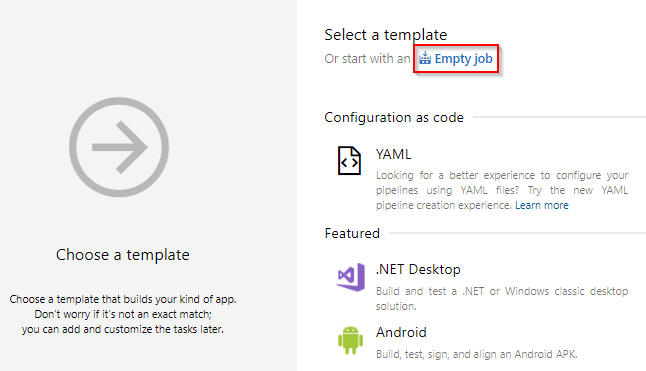 Select a template
Or start with an Empty job
Configuration as code
YAML
Looking for a better experience to configure your
pipelines using YAML files? Try the new YAML
pipeline creation experience. Learn more
Featured
.NET Desktop
Build and test a .NET or Windows classic desktop
solution.
Android
Build, test, sign, and align an Android APK.
Choose a template
Choose a template that builds your kind of app.
Don't worry if it's not an exact match;
you can add and customize the tasks later.